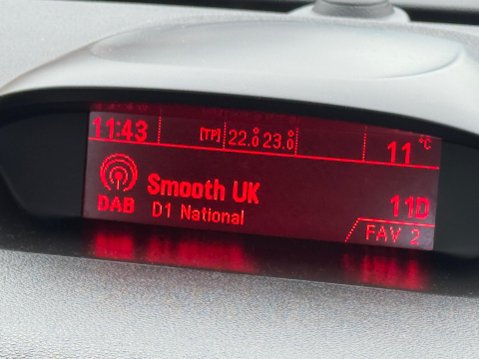 11:43 [TP] 22.0° 23.0° 11°C
Smooth UK
DAB D1 National 11D
FAV 2